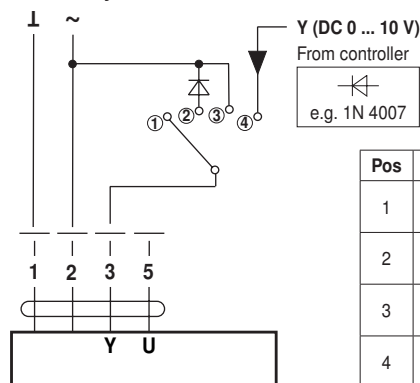 ⊥ ~
Y (DC 0 ... 10 V)
From controller
e.g. 1N 4007
① ② ③ ④
Pos
1
2
3
4
1 2 3 5
Y U